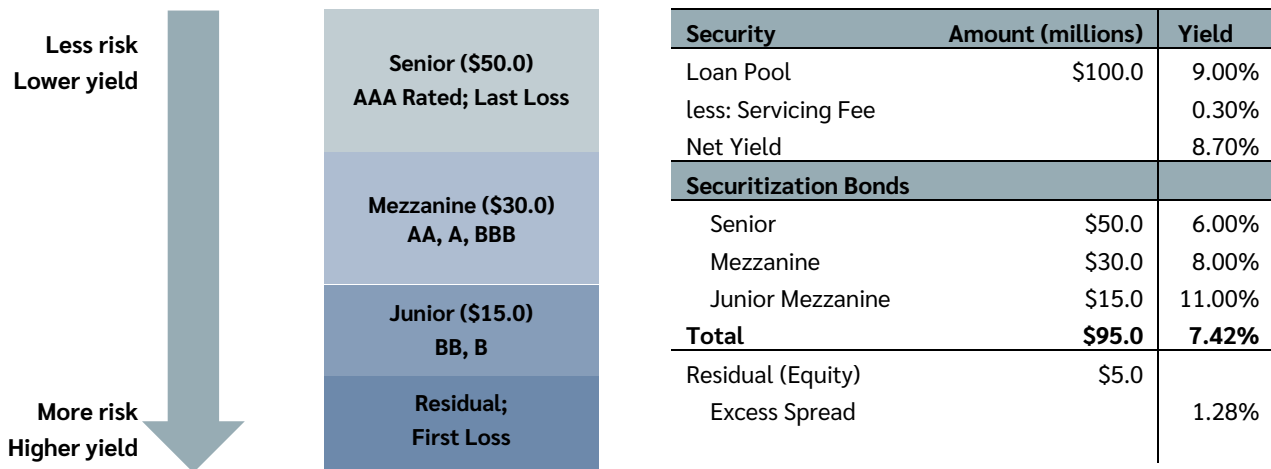 Less risk
Lower yield
More risk
Higher yield
Senior ($50.0)
AAA Rated; Last Loss
Mezzanine ($30.0)
AA, A, BBB
Junior ($15.0)
BB, B
Residual;
First Loss
Security Amount (millions) Yield
Loan Pool $100.0 9.00%
less: Servicing Fee 0.30%
Net Yield 8.70%
Securitization Bonds
Senior $50.0 6.00%
Mezzanine $30.0 8.00%
Junior Mezzanine $15.0 11.00%
Total $95.0 7.42%
Residual (Equity) $5.0
Excess Spread 1.28%